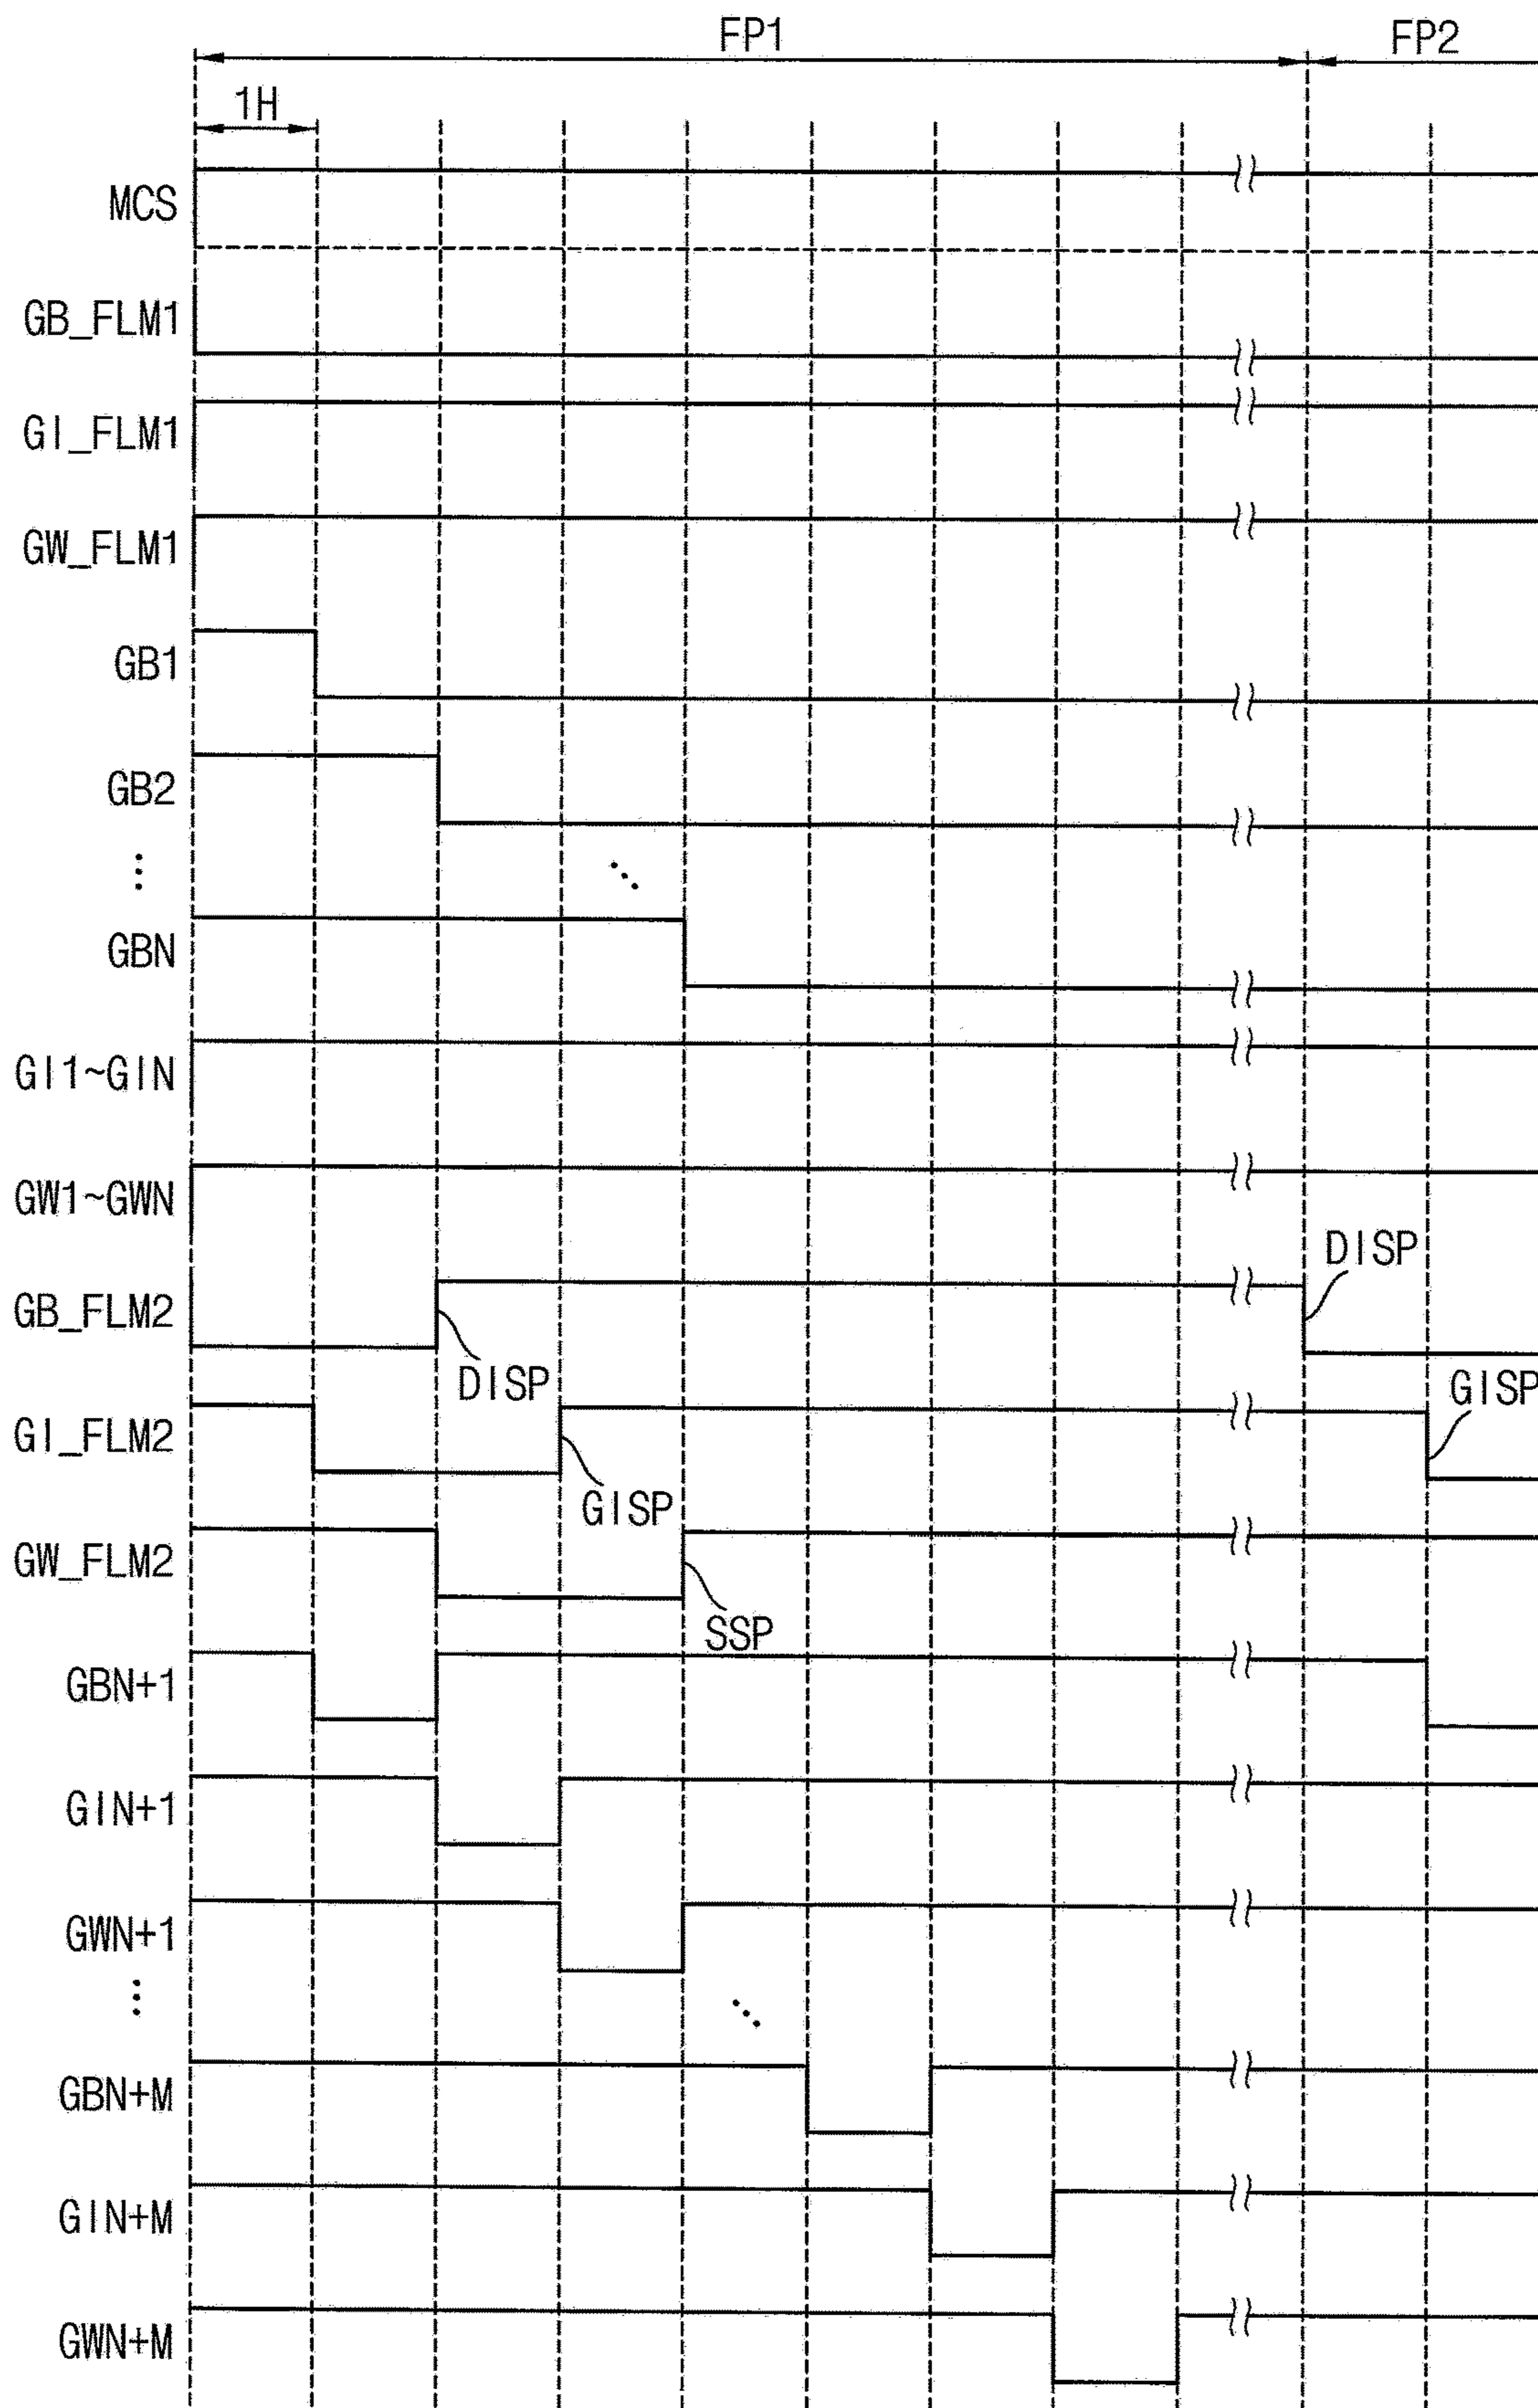 FP1
FP2
1H
MCS
GB_FLM1
GI_FLM1
GW_FLM1
GB1
GB2
GBN
GI1~GIN
GW1~GWN
DISP
GB_FLM2
DISP
GISP
GI_FLM2
GISP
GW_FLM2
SSP
GBN+1
GIN+1
GWN+1
GBN+M
GIN+M
GWN+M